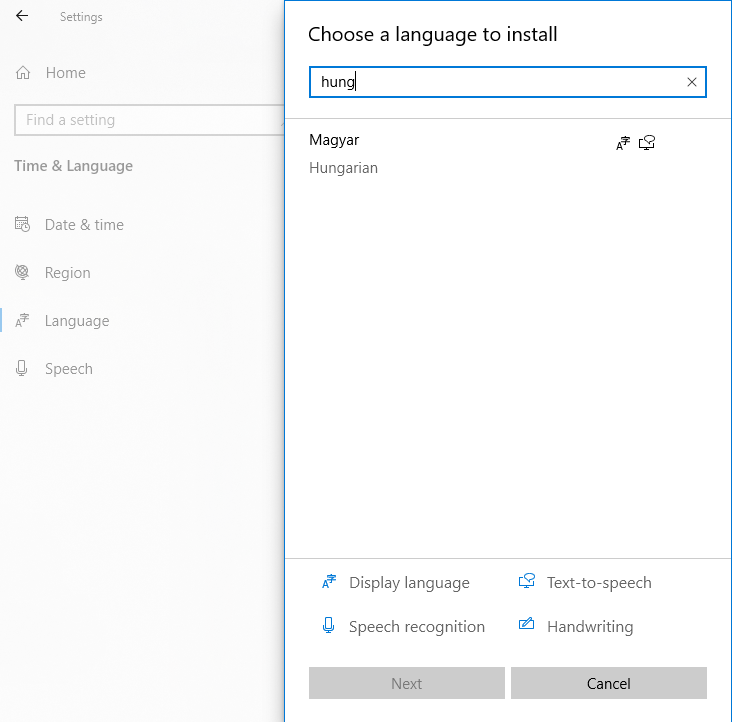 Settings
Home
Find a setting
Time & Language
Date & time
Region
Language
Speech
Choose a language to install
hung
Magyar
Hungarian
Display language
Text-to-speech
Speech recognition
Handwriting
Next
Cancel